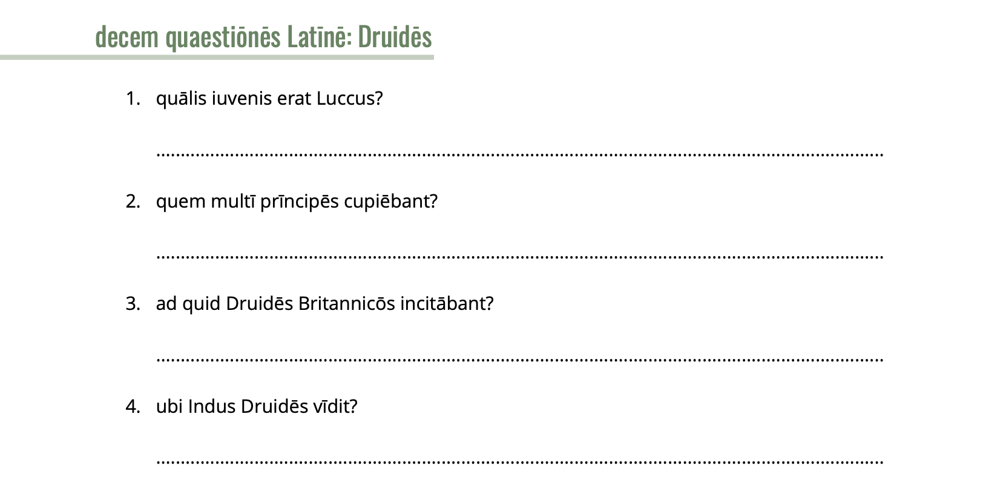 decem quaestiōnēs Latīnē: Druidēs
1. quālis iuvenis erat Luccus?
................................................................................................................................................
2. quem multī prīncipēs cupiēbant?
................................................................................................................................................
3. ad quid Druidēs Britannicōs incitābant?
................................................................................................................................................
4. ubi Indus Druidēs vīdit?
................................................................................................................................................